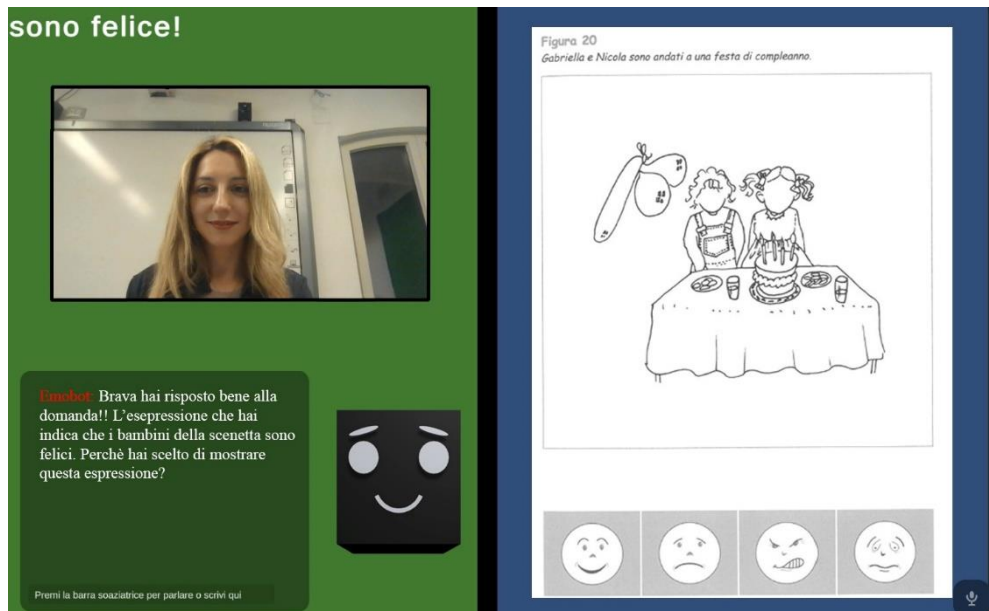 sono felice!
Emobot: Brava hai risposto bene alla
domanda!! L'esepressione che hai
indica che i bambini della scenetta sono
felici. Perchè hai scelto di mostrare
questa espressione?
Premi la barra soaziatrice per parlare o scrivi qui
Figura 20
Gabriella e Nicola sono andati a una festa di compleanno.